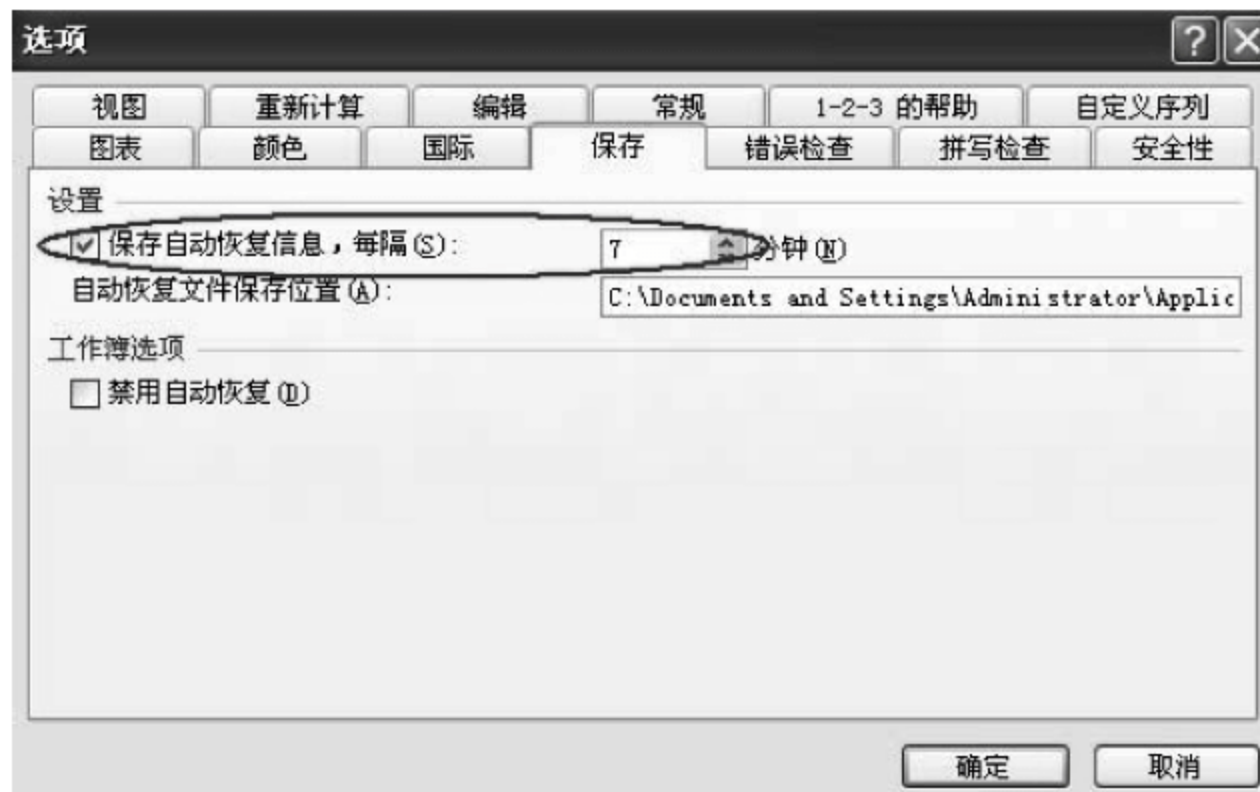 选项
视图 重新计算 编辑 常规 1-2-3 的帮助 自定义序列
图表 颜色 国际 保存 错误检查 拼写检查 安全性
设置
保存自动恢复信息，每隔(S): 7 分钟(N)
自动恢复文件保存位置(A): C:\Documents and Settings\Administrator\Applic
工作簿选项
禁用自动恢复(D)
确定 取消